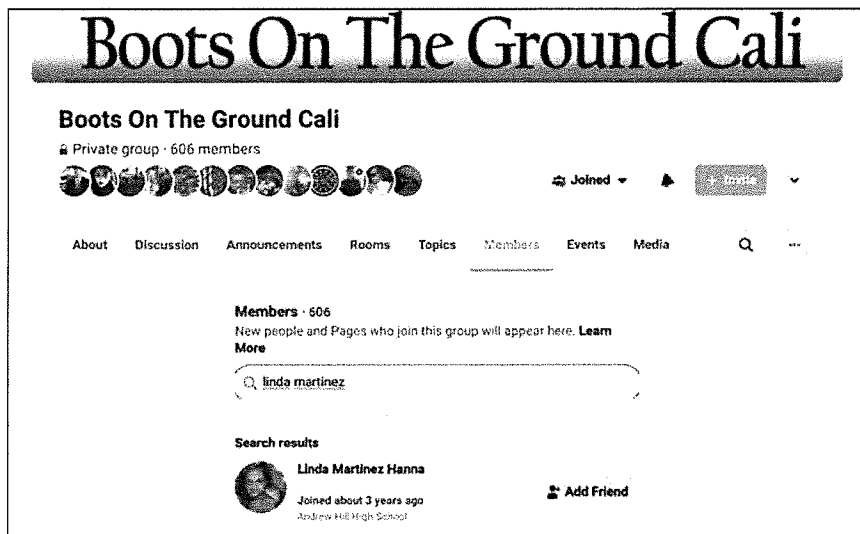 Boots On The Ground Cali
Boots On The Ground Cali
Private group · 606 members
Joined
+ Invite
About Discussion Announcements Rooms Topics Members Events Media
Members · 606
New people and Pages who join this group will appear here. Learn
More
linda martinez
Search results
Linda Martinez Hanna
Joined about 3 years ago
Andrew Hill High School
Add Friend